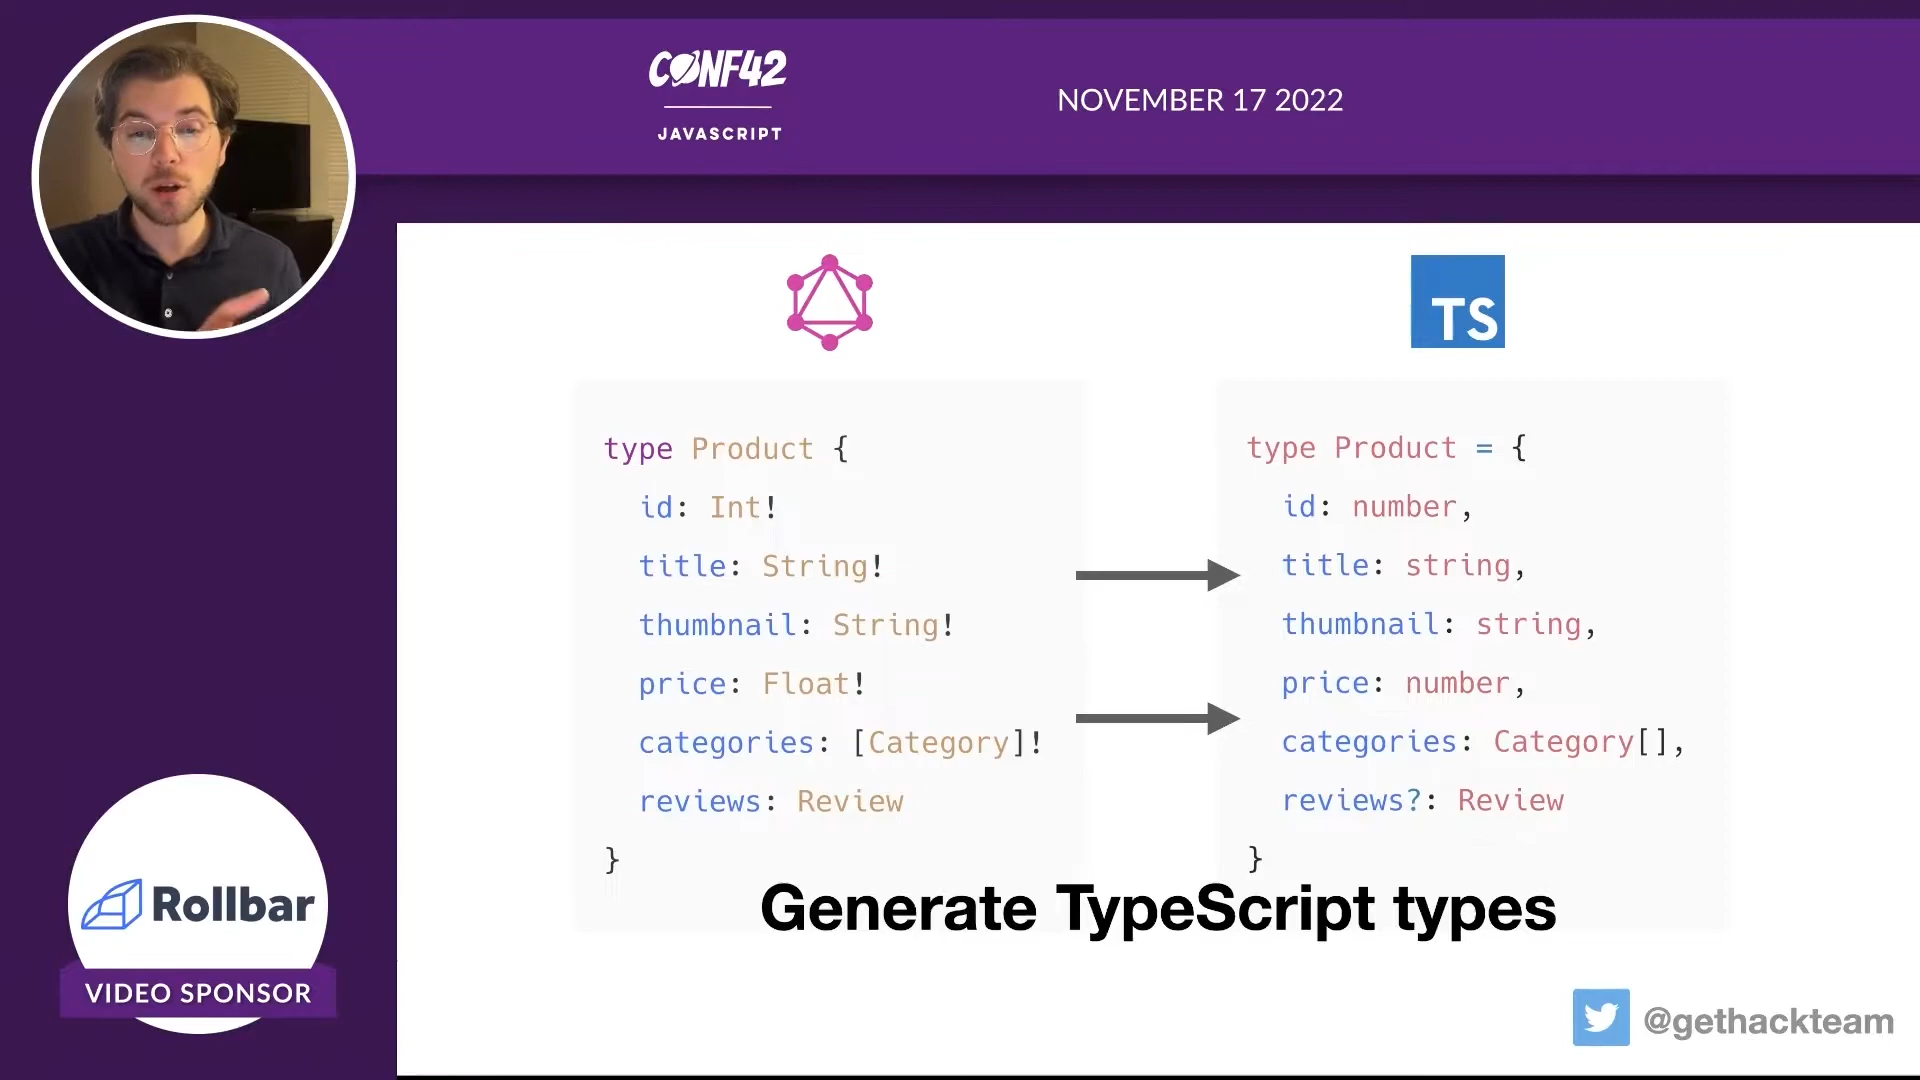 CONF42
JAVASCRIPT
NOVEMBER 17 2022
TS
type Product {
id: Int!
title: String!
thumbnail: String!
price: Float!
categories: [Category]!
reviews: Review
}
type Product = {
id: number,
title: string,
thumbnail: string,
price: number,
categories: Category[],
reviews?: Review
}
Generate TypeScript types
Rollbar
VIDEO SPONSOR
@gethackteam